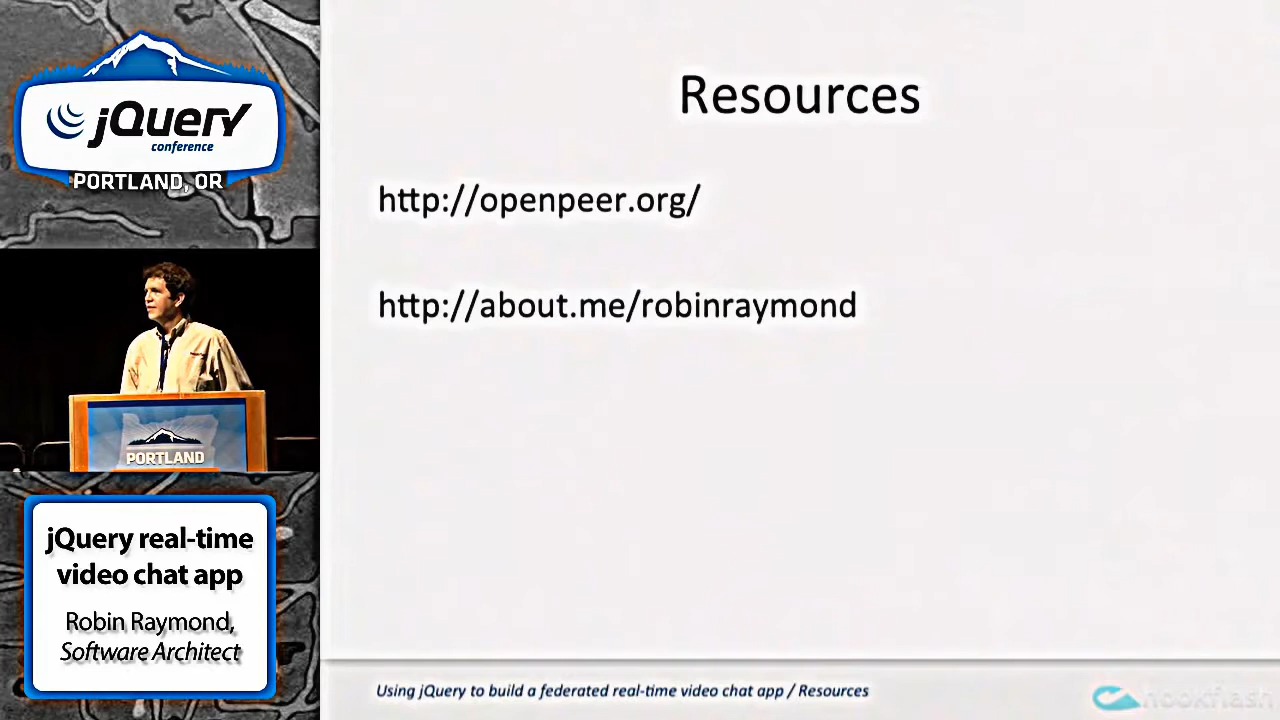 jQuery
conference
PORTLAND, OR
PORTLAND
jQuery real-time
video chat app
Robin Raymond,
Software Architect
Resources
http://openpeer.org/
http://about.me/robinraymond
Using jQuery to build a federated real-time video chat app / Resources
hookflash